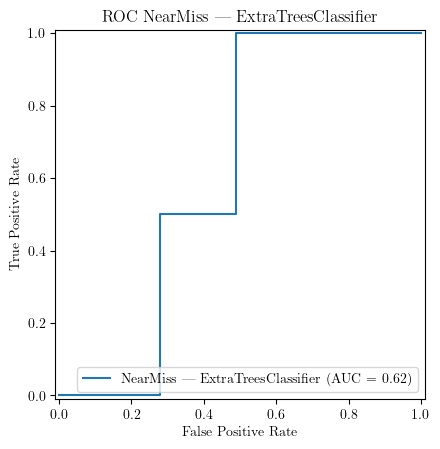 ROC NearMiss — ExtraTreesClassifier
True Positive Rate
1.0
0.8
0.6
0.4
0.2
0.0
NearMiss — ExtraTreesClassifier (AUC = 0.62)
0.0 0.2 0.4 0.6 0.8 1.0
False Positive Rate